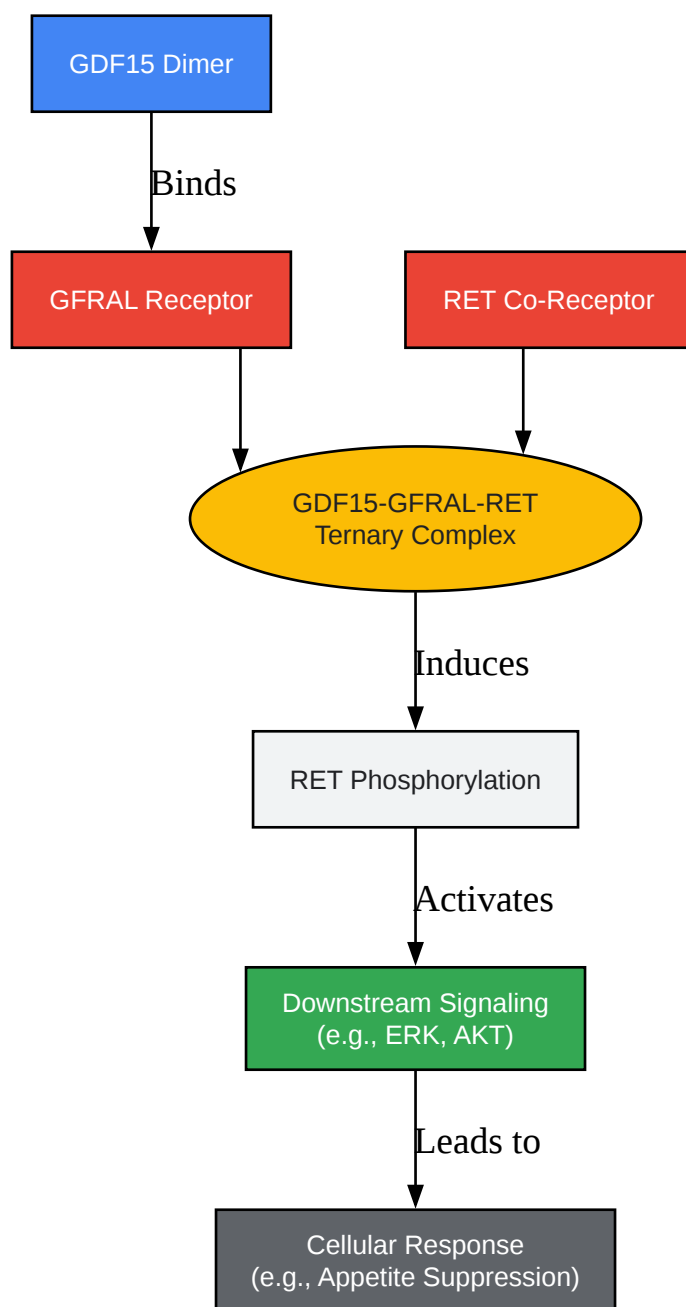 GDF15 Dimer
Binds
GFRAL Receptor
RET Co-Receptor
GDF15-GFRAL-RET
Ternary Complex
Induces
RET Phosphorylation
Activates
Downstream Signaling
(e.g., ERK, AKT)
Leads to
Cellular Response
(e.g., Appetite Suppression)